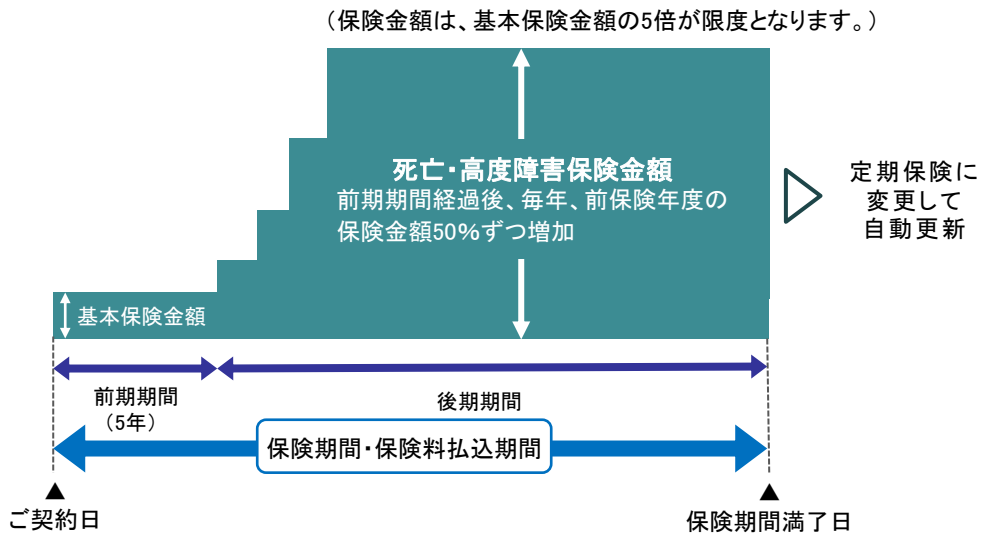 （保険金額は、基本保険金額の5倍が限度となります。）
死亡・高度障害保険金額
前期期間経過後、毎年、前保険年度の
保険金額50％ずつ増加
定期保険に
変更して
自動更新
基本保険金額
前期期間
（5年）
後期期間
保険期間・保険料払込期間
ご契約日
保険期間満了日